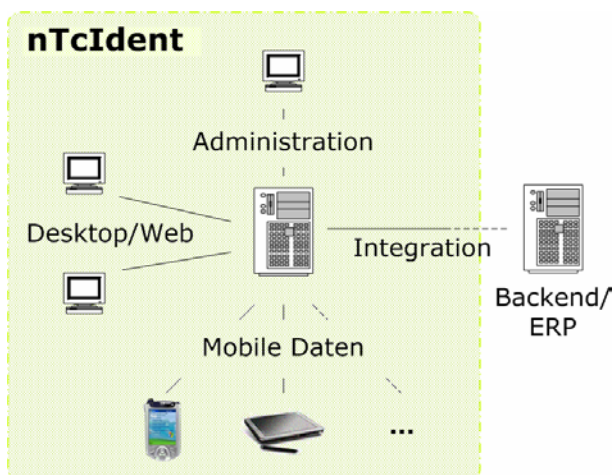 nTcIdent
Administration
Desktop/Web
Integration
Backend/
ERP
Mobile Daten
...